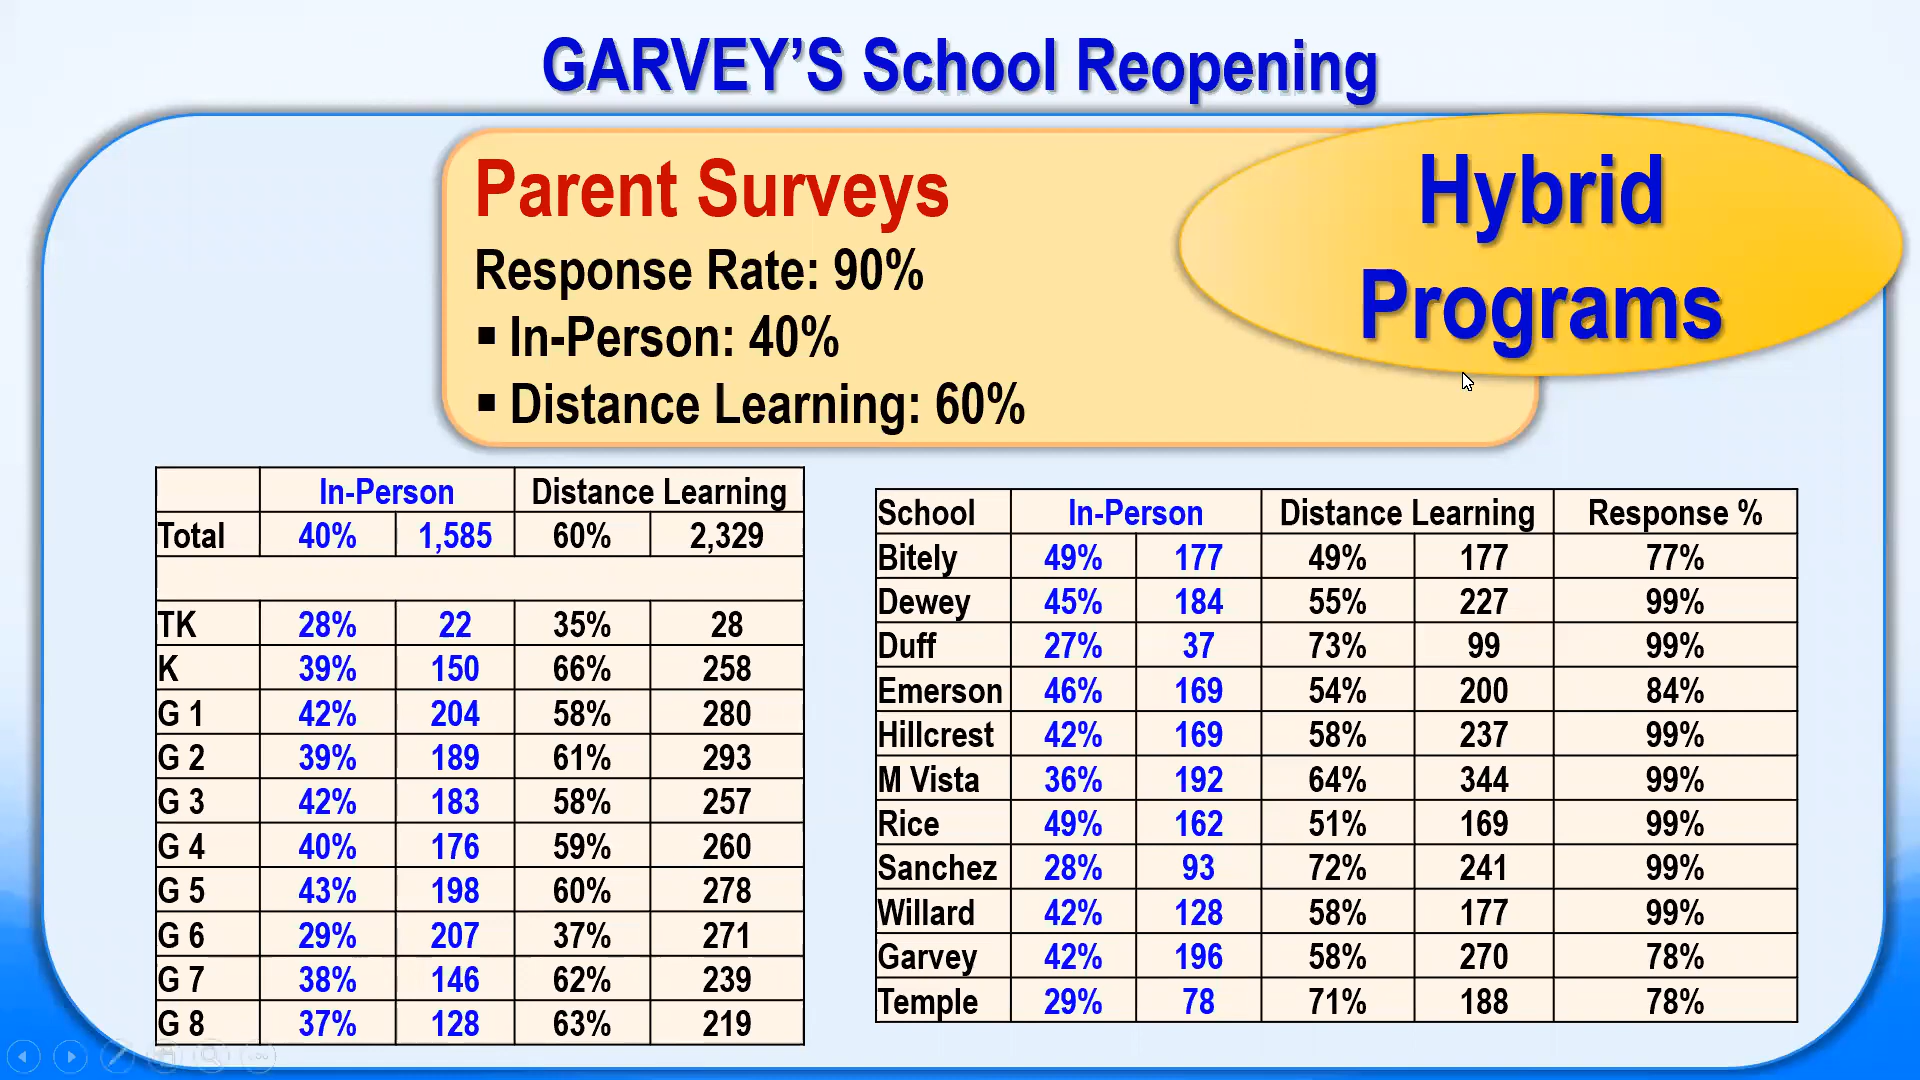 GARVEY’S School Reopening
Parent Surveys
Response Rate: 90%
▪ In-Person: 40%
▪ Distance Learning: 60%
Hybrid
Programs
In-Person Distance Learning
Total 40% 1,585 60% 2,329
TK 28% 22 35% 28
K 39% 150 66% 258
G 1 42% 204 58% 280
G 2 39% 189 61% 293
G 3 42% 183 58% 257
G 4 40% 176 59% 260
G 5 43% 198 60% 278
G 6 29% 207 37% 271
G 7 38% 146 62% 239
G 8 37% 128 63% 219
School In-Person Distance Learning Response %
Bitely 49% 177 49% 177 77%
Dewey 45% 184 55% 227 99%
Duff 27% 37 73% 99 99%
Emerson 46% 169 54% 200 84%
Hillcrest 42% 169 58% 237 99%
M Vista 36% 192 64% 344 99%
Rice 49% 162 51% 169 99%
Sanchez 28% 93 72% 241 99%
Willard 42% 128 58% 177 99%
Garvey 42% 196 58% 270 78%
Temple 29% 78 71% 188 78%